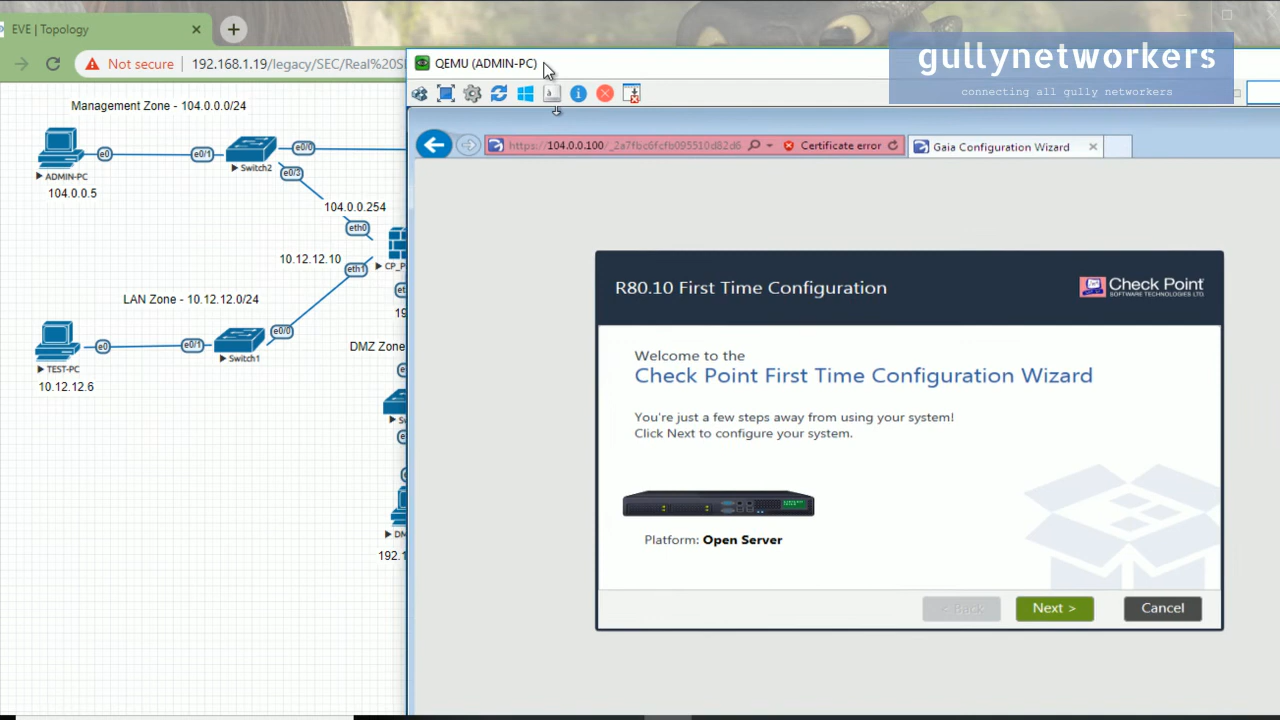 EVE | Topology
Not secure
192.168.1.19/legacy/SEC/Real%20S
gullynetworkers
connecting all gully networkers
QEMU (ADMIN-PC)
https://104.0.0.100/_2a7fbc6fcfb095510d82d6
Certificate error
Gaia Configuration Wizard
Management Zone - 104.0.0.0/24
e0
e0/1
e0/0
Switch2
e0/3
ADMIN-PC
104.0.0.5
104.0.0.254
eth0
10.12.12.10
eth1
CP_P
LAN Zone - 10.12.12.0/24
e0
e0/1
e0/0
Switch1
TEST-PC
10.12.12.6
DMZ Zone
192.1
R80.10 First Time Configuration
Check Point
SOFTWARE TECHNOLOGIES LTD
Welcome to the
Check Point First Time Configuration Wizard
You're just a few steps away from using your system!
Click Next to configure your system.
Platform: Open Server
< Back
Next >
Cancel